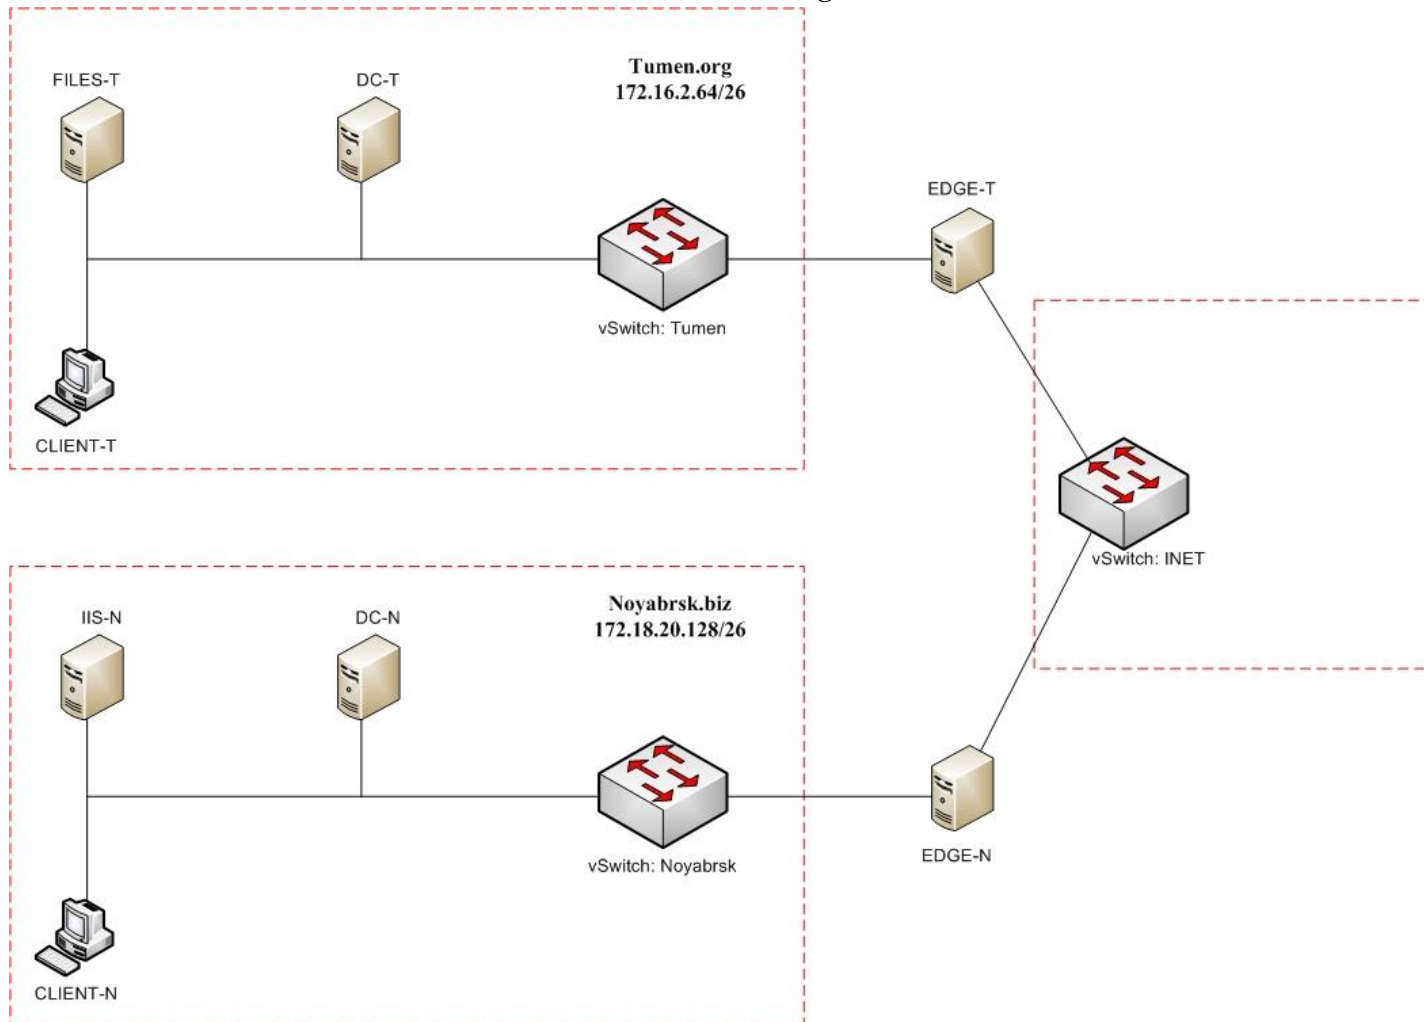 FILES-T
DC-T
Tumen.org
172.16.2.64/26
EDGE-T
vSwitch: Tumen
CLIENT-T
vSwitch: INET
IIS-N
DC-N
Noyabrsk.biz
172.18.20.128/26
vSwitch: Noyabrsk
EDGE-N
CLIENT-N